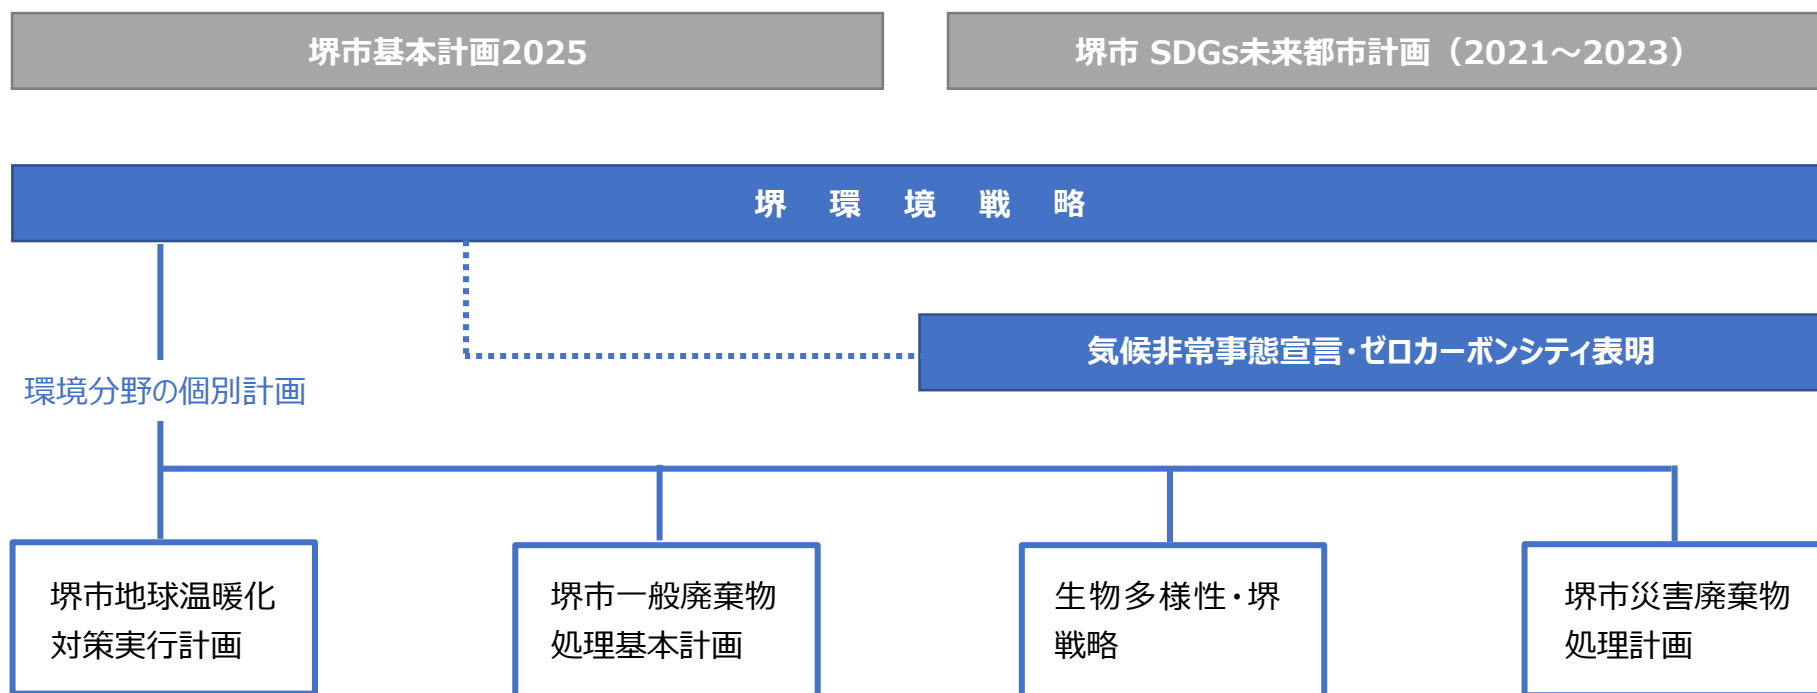 堺市基本計画2025
堺市 SDGs未来都市計画（2021～2023）
堺 環 境 戦 略
気候非常事態宣言・ゼロカーボンシティ表明
環境分野の個別計画
堺市地球温暖化
対策実行計画
堺市一般廃棄物
処理基本計画
生物多様性・堺
戦略
堺市災害廃棄物
処理計画